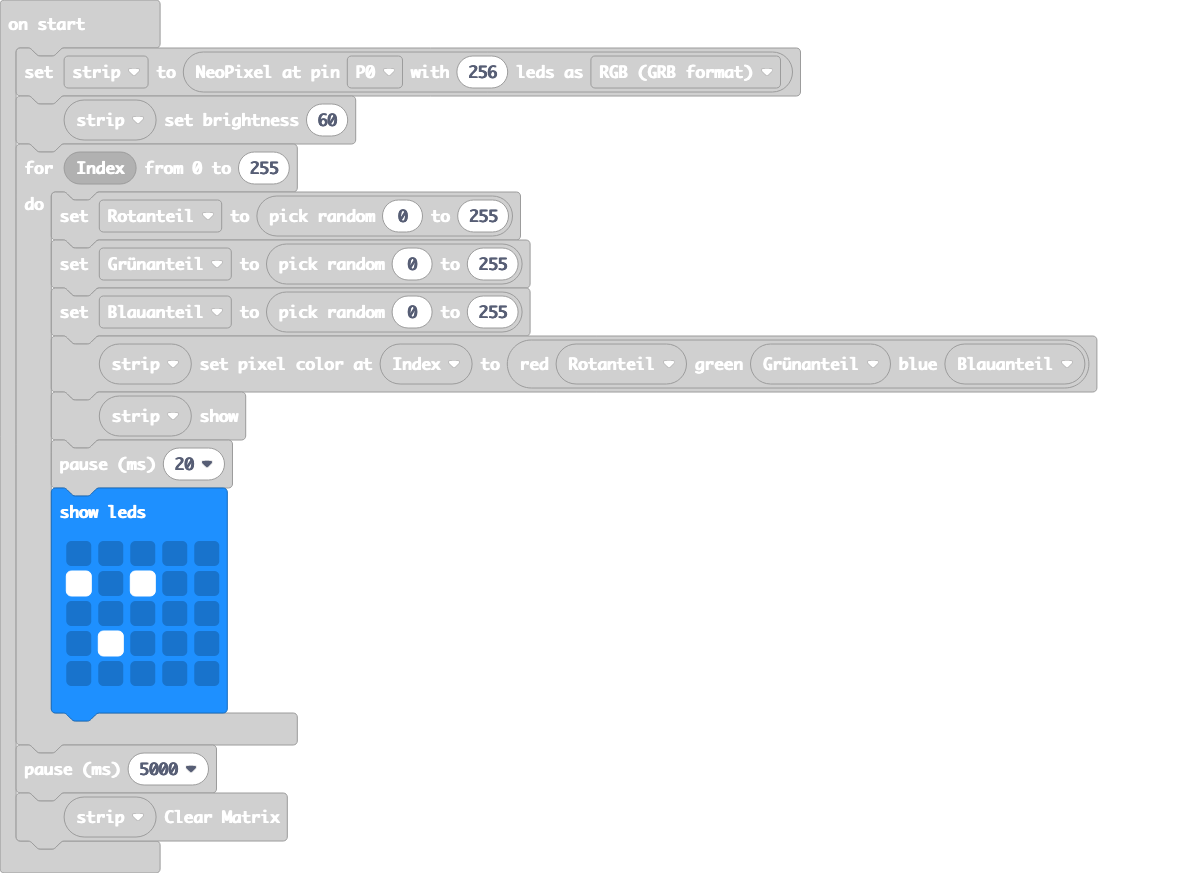 on start
set strip to NeoPixel at pin P0 with 256 leds as RGB (GRB format)
strip set brightness 60
for Index from 0 to 255
do
set Rotanteil to pick random 0 to 255
set Grünanteil to pick random 0 to 255
set Blauanteil to pick random 0 to 255
strip set pixel color at Index to red Rotanteil green Grünanteil blue Blauanteil
strip show
pause (ms) 20
show leds
pause (ms) 5000
strip Clear Matrix